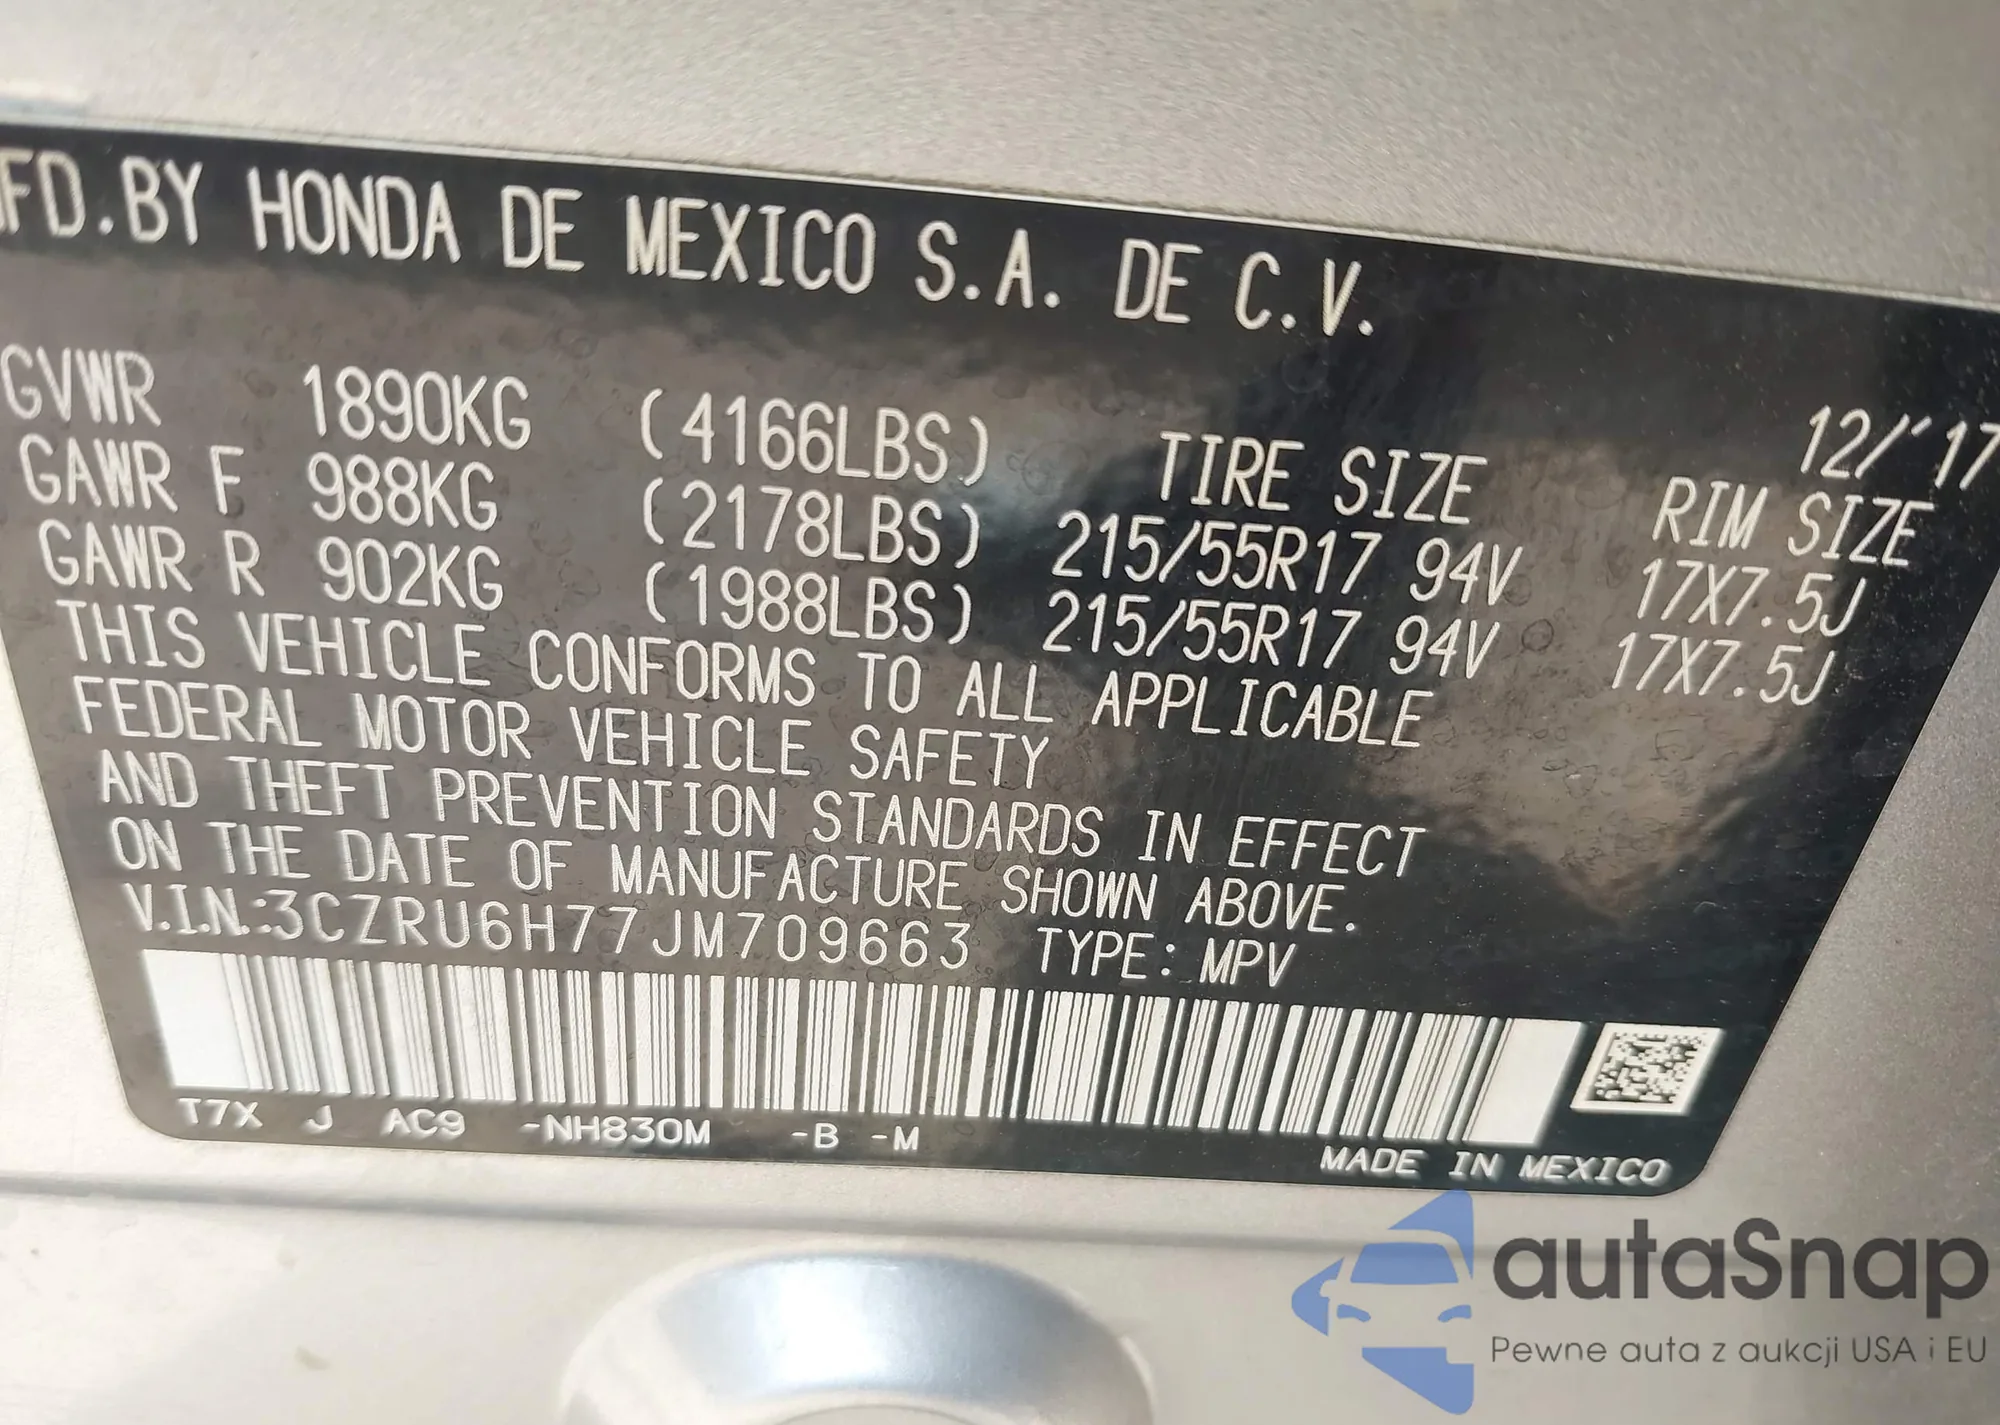 MFD.BY HONDA DE MEXICO S.A. DE C.V.
12/'17
GVWR 1890KG (4166LBS) TIRE SIZE RIM SIZE
GAWR F 988KG (2178LBS) 215/55R17 94V 17X7.5J
GAWR R 902KG (1988LBS) 215/55R17 94V 17X7.5J
THIS VEHICLE CONFORMS TO ALL APPLICABLE
FEDERAL MOTOR VEHICLE SAFETY
AND THEFT PREVENTION STANDARDS IN EFFECT
ON THE DATE OF MANUFACTURE SHOWN ABOVE.
V.I.N.:3CZRU6H77JM709663 TYPE: MPV
T7X J AC9 -NH830M -B -M
MADE IN MEXICO
autaSnap
Pewne auta z aukcji USA i EU